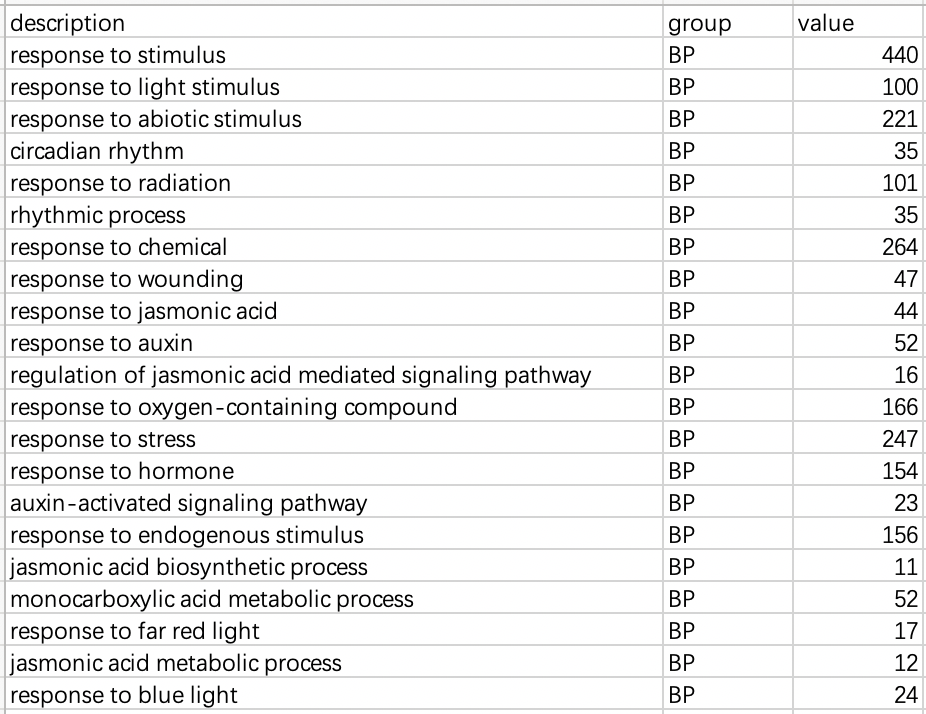 description group value
response to stimulus BP 440
response to light stimulus BP 100
response to abiotic stimulus BP 221
circadian rhythm BP 35
response to radiation BP 101
rhythmic process BP 35
response to chemical BP 264
response to wounding BP 47
response to jasmonic acid BP 44
response to auxin BP 52
regulation of jasmonic acid mediated signaling pathway BP 16
response to oxygen-containing compound BP 166
response to stress BP 247
response to hormone BP 154
auxin-activated signaling pathway BP 23
response to endogenous stimulus BP 156
jasmonic acid biosynthetic process BP 11
monocarboxylic acid metabolic process BP 52
response to far red light BP 17
jasmonic acid metabolic process BP 12
response to blue light BP 24